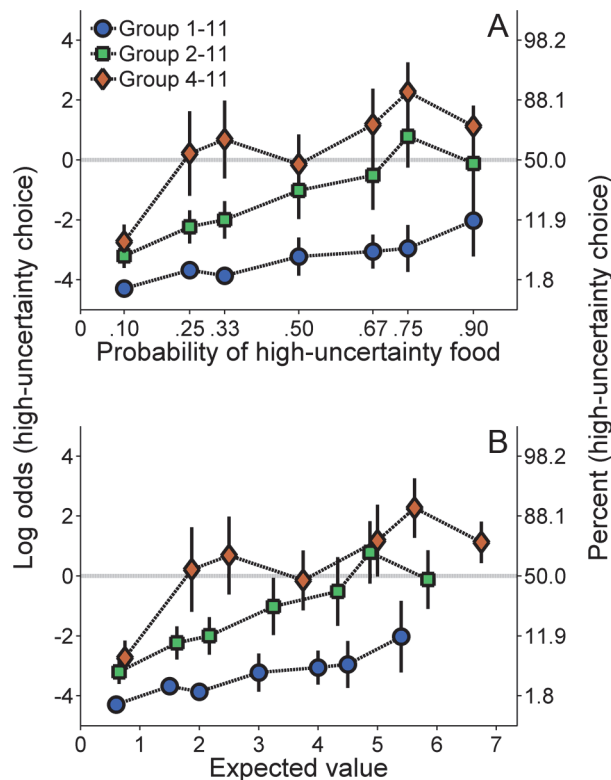 A
Group 1-11
Group 2-11
Group 4-11
4
2
0
-2
-4
98.2
88.1
50.0
11.9
1.8
0 .10 .25 .33 .50 .67 .75 .90
Probability of high-uncertainty food
Log odds (high-uncertainty choice)
Percent (high-uncertainty choice)
B
4
2
0
-2
-4
98.2
88.1
50.0
11.9
1.8
0 1 2 3 4 5 6 7
Expected value